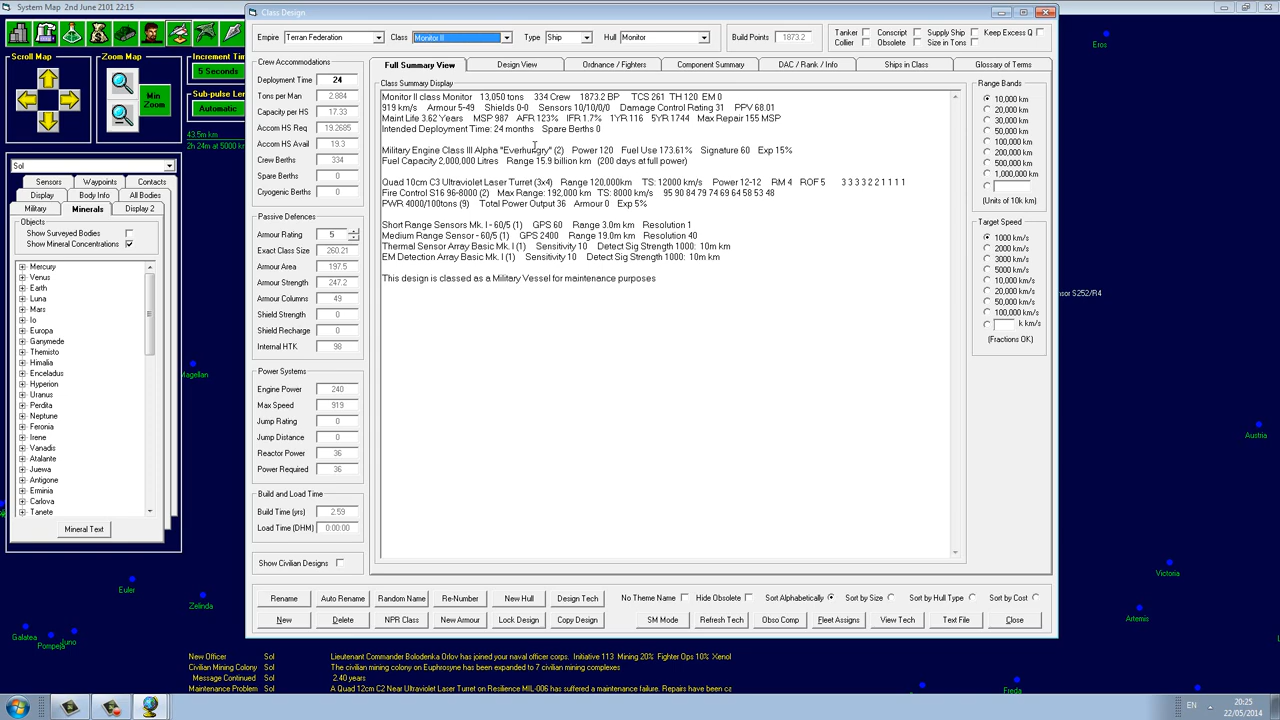 System Map 2nd June 2101 22:15
Class Design
Empire Terran Federation Class Monitor II Type Ship Hull Monitor Build Points 1873.2
Tanker Conscript Supply Ship Keep Excess Q
Collier Obsolete Size in Tons
Scroll Map
Zoom Map
Min Zoom
Increment Time
5 Seconds
Sub-pulse Len
Automatic
43.5m
2h 24m at 5000 k
Sol
Sensors Waypoints Contacts
Display Body Info All Bodies
Military Minerals Display 2
Objects
Show Surveyed Bodies
Show Mineral Concentrations
Mercury
Venus
Earth
Luna
Mars
Io
Europa
Ganymede
Themisto
Himalia
Enceladus
Hyperion
Uranus
Perdita
Neptune
Feronia
Irene
Vanadis
Atalante
Juewa
Antigone
Erminia
Carlova
Tanete
Mineral Text
Crew Accommodations
Deployment Time 24
Tons per Man 2.884
Capacity per HS 17.33
Accom HS Req 19.2685
Accom HS Avail 19.3
Crew Berths 334
Spare Berths 0
Cryogenic Berths 0
Passive Defences
Armour Rating 5
Exact Class Size 260.21
Armour Area 197.5
Armour Strength 247.2
Armour Columns 49
Shield Strength 0
Shield Recharge 0
Internal HTK 98
Power Systems
Engine Power 240
Max Speed 919
Jump Rating 0
Jump Distance 0
Reactor Power 36
Power Required 36
Build and Load Time
Build Time (yrs) 2.59
Load Time (DHM) 0:00:00
Show Civilian Designs
Full Summary View Design View Ordnance / Fighters Component Summary DAC / Rank / Info Ships in Class Glossary of Terms
Class Summary Display
Monitor II class Monitor 13,050 tons 334 Crew 1873.2 BP TCS 261 TH 120 EM 0
919 km/s Armour 5-49 Shields 0-0 Sensors 10/10/0/0 Damage Control Rating 31 PPV 68.01
Maint Life 3.62 Years MSP 987 AFR 123% IFR 1.7% 1YR 116 5YR 1744 Max Repair 155 MSP
Intended Deployment Time: 24 months Spare Berths 0
Military Engine Class III Alpha "Everhungry" (2) Power 120 Fuel Use 173.61% Signature 60 Exp 15%
Fuel Capacity 2,000,000 Litres Range 15.9 billion km (200 days at full power)
Quad 10cm C3 Ultraviolet Laser Turret (3x4) Range 120,000km TS: 12000 km/s Power 12-12 RM 4 ROF 5 3 3 3 3 2 2 1 1 1 1
Fire Control S16 96-8000 (2) Max Range: 192,000 km TS: 8000 km/s 95 90 84 79 74 69 64 58 53 48
PWR 4000/100tons (9) Total Power Output 36 Armour 0 Exp 5%
Short Range Sensors Mk. I - 60/5 (1) GPS 60 Range 3.0m km Resolution 1
Medium Range Sensor - 60/5 (1) GPS 2400 Range 19.0m km Resolution 40
Thermal Sensor Array Basic Mk. I (1) Sensitivity 10 Detect Sig Strength 1000: 10m km
EM Detection Array Basic Mk. I (1) Sensitivity 10 Detect Sig Strength 1000: 10m km
This design is classed as a Military Vessel for maintenance purposes
Range Bands
10,000 km
20,000 km
30,000 km
50,000 km
100,000 km
200,000 km
500,000 km
1,000,000 km
(Units of 10k km)
Target Speed
1000 km/s
2000 km/s
3000 km/s
5000 km/s
10,000 km/s
20,000 km/s
50,000 km/s
100,000 km/s
k km/s
(Fractions OK)
Rename Auto Rename Random Name Re-Number New Hull Design Tech No Theme Name Hide Obsolete Sort Alphabetically Sort by Size Sort by Hull Type Sort by Cost
New Delete NPR Class New Armour Lock Design Copy Design SM Mode Refresh Tech Obso Comp Fleet Assigns View Tech Text File Close
Eros
nsor S252/R4
Magellan
Austria
Victoria
Euler
Zelinda
Artemis
Galatea
Pompeja
Juno
Freda
New Officer Sol Lieutenant Commander Bolodenka Orlov has joined your naval officer corps. Initiative 113 Mining 20% Fighter Ops 10% Xenol
Civilian Mining Colony Sol The civilian mining colony on Euphrosyne has been expanded to 7 civilian mining complexes
Message Continued Sol 2.40 years
Maintenance Problem Sol A Quad 12cm C2 Near Ultraviolet Laser Turret on Resilience MIL-006 has suffered a maintenance failure. Repairs have been ca
EN
20:25
22/05/2014